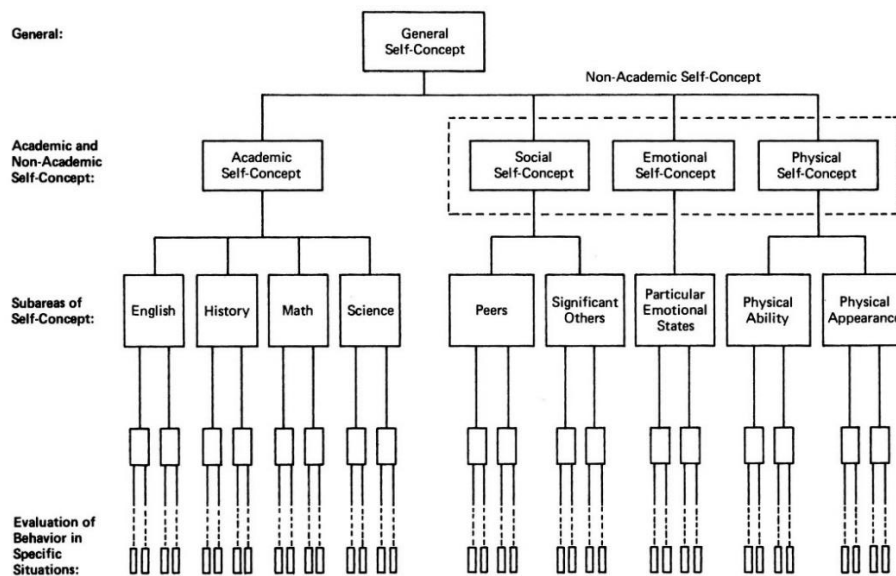 General:
General
Self-Concept
Non-Academic Self-Concept
Academic and
Non-Academic
Self-Concept:
Academic
Self-Concept
Social
Self-Concept
Emotional
Self-Concept
Physical
Self-Concept
Subareas of
Self-Concept:
English
History
Math
Science
Peers
Significant
Others
Particular
Emotional
States
Physical
Ability
Physical
Appearance
Evaluation of
Behavior in
Specific
Situations: